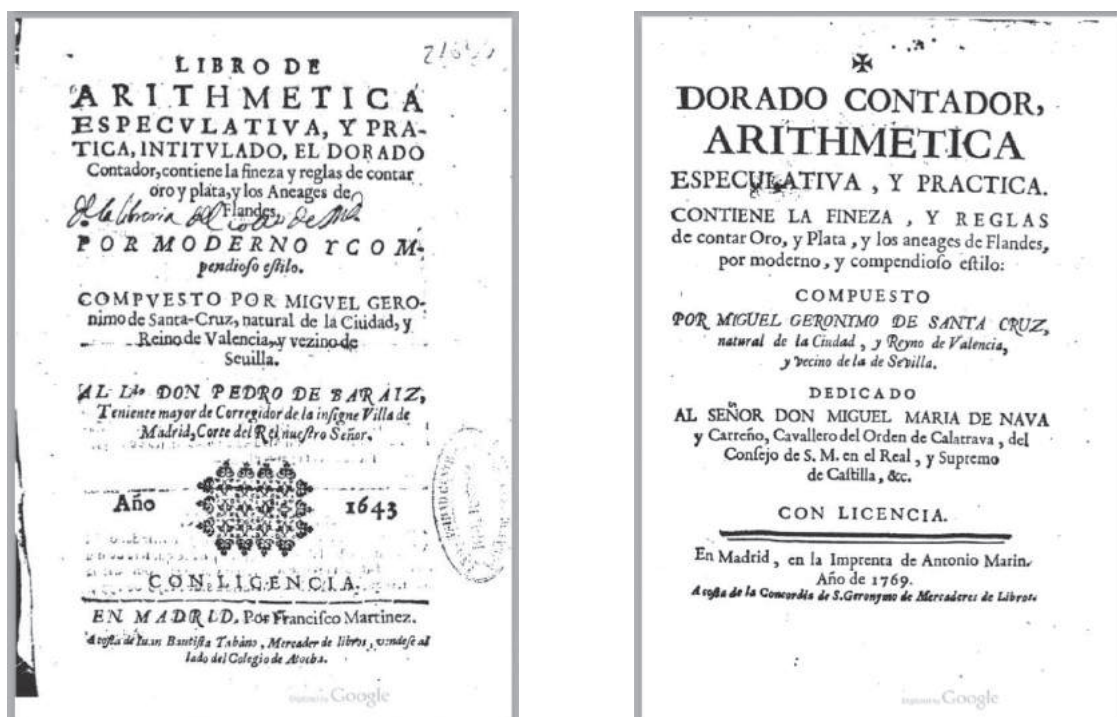 LIBRO DE
ARITHMETICA
ESPECVLATIVA, Y PRA-
TICA, INTITVLADO, EL DORADO
Contador, contiene la fineza y reglas de contar
oro y plata, y los Aneages de
Flandes,
POR MODERNO Y COM-
pendioſo eſtilo.
COMPVESTO POR MIGVEL GERO-
nimo de Santa-Cruz, natural de la Ciudad, y
Reino de Valencia, y vezino de
Seuilla.
AL Ldo DON PEDRO DE BARAIZ,
Teniente mayor de Corregidor de la inſigne Villa de
Madrid, Corte del Rei nueſtro Señor.
Año 1643
CON LICENCIA.
EN MADRID. Por Franciſco Martinez.
A coſta de Iuan Bautiſta Tabàno, Mercader de libros, vendeſe al
lado del Colegio de Atocha.
Google
✠
DORADO CONTADOR,
ARITHMETICA
ESPECULATIVA, Y PRACTICA.
CONTIENE LA FINEZA, Y REGLAS
de contar Oro, y Plata, y los aneages de Flandes,
por moderno, y compendioſo eſtilo:
COMPUESTO
POR MIGUEL GERONYMO DE SANTA CRUZ,
natural de la Ciudad, y Reyno de Valencia,
y vecino de la de Sevilla.
DEDICADO
AL SEÑOR DON MIGUEL MARIA DE NAVA
y Carreño, Cavallero del Orden de Calatrava, del
Conſejo de S. M. en el Real, y Supremo
de Caſtilla, &c.
CON LICENCIA.
En Madrid, en la Imprenta de Antonio Marin.
Año de 1769.
A coſta de la Concordia de S. Geronymo de Mercaderes de Libros.
Google